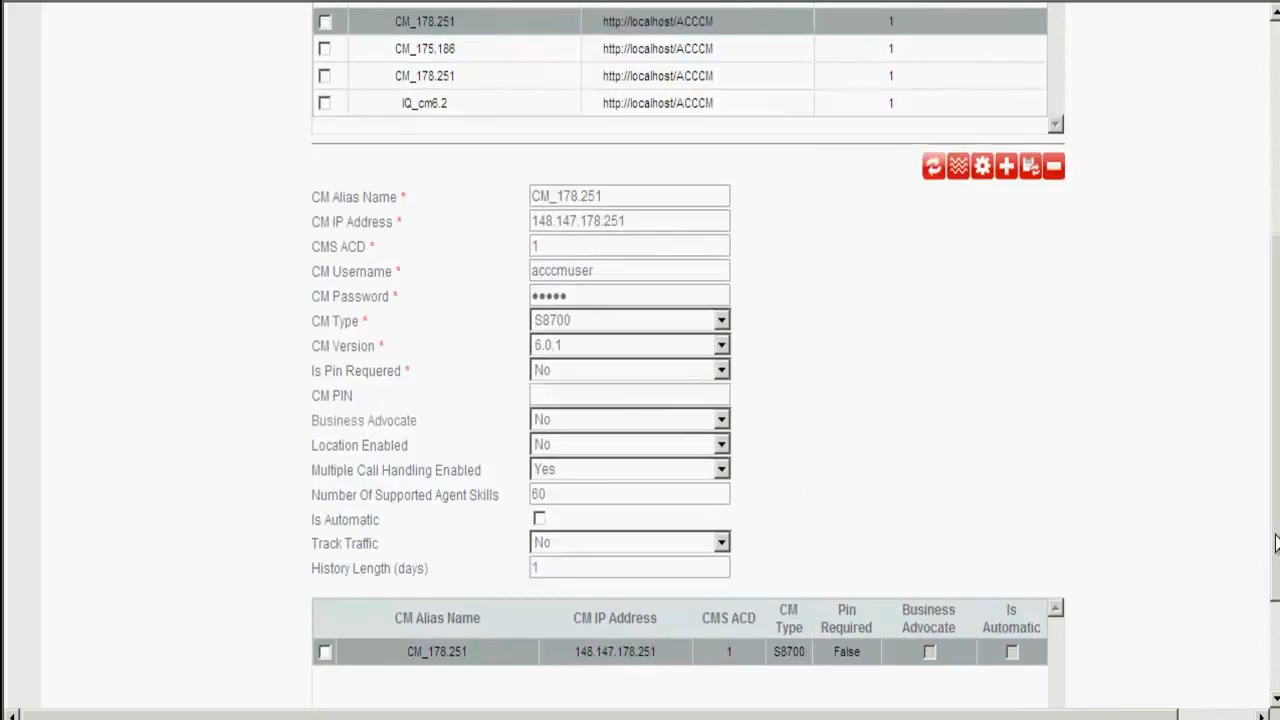 CM_178.251 http://localhost/ACCCM 1
CM_175.186 http://localhost/ACCCM 1
CM_178.251 http://localhost/ACCCM 1
IQ_cm6.2 http://localhost/ACCCM 1
CM Alias Name * CM_178.251
CM IP Address * 148.147.178.251
CMS ACD * 1
CM Username * acccmuser
CM Password * •••••
CM Type * S8700
CM Version * 6.0.1
Is Pin Requered * No
CM PIN
Business Advocate No
Location Enabled No
Multiple Call Handling Enabled Yes
Number Of Supported Agent Skills 60
Is Automatic
Track Traffic No
History Length (days) 1
CM Alias Name CM IP Address CMS ACD CM Type Pin Required Business Advocate Is Automatic
CM_178.251 148.147.178.251 1 S8700 False